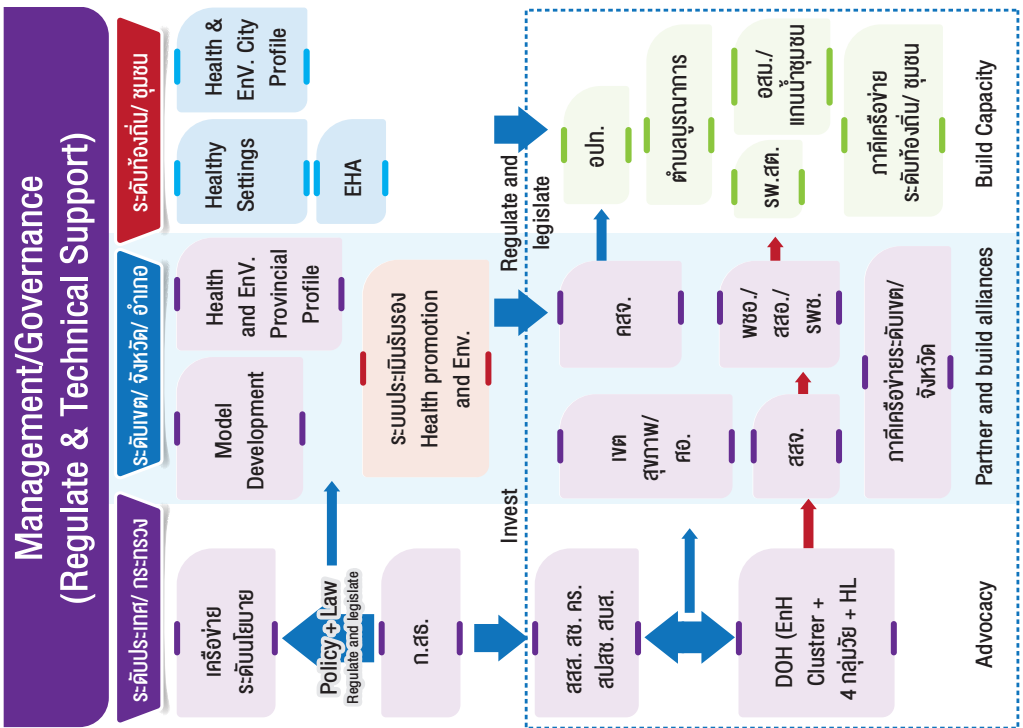 Management/Governance
(Regulate & Technical Support)
ระดับประเทศ/ กระทรวง
ระดับเขต/ จังหวัด/ อำเภอ
ระดับท้องถิ่น/ ชุมชน
เครือข่าย
ระดับนโยบาย
Policy + Law
Regulate and legislate
ก.สธ.
Model
Development
Health
and EnV.
Provincial
Profile
ระบบประเมินรับรอง
Health promotion
and Env.
Healthy
Settings
Health &
EnV. City
Profile
EHA
Invest
Regulate and
legislate
สสส. สช. คร.
สปสช. สบส.
DOH (EnH
Clustrer +
4 กลุ่มวัย + HL
Advocacy
เขต
สุขภาพ/
ศอ.
คสจ.
สสจ.
พชอ./
สสอ./
รพช.
ภาคีเครือข่ายระดับเขต/
จังหวัด
Partner and build alliances
อปท.
ตำบลบูรณาการ
รพ.สต.
อสม./
แกนนำชุมชน
ภาคีเครือข่าย
ระดับท้องถิ่น/ ชุมชน
Build Capacity